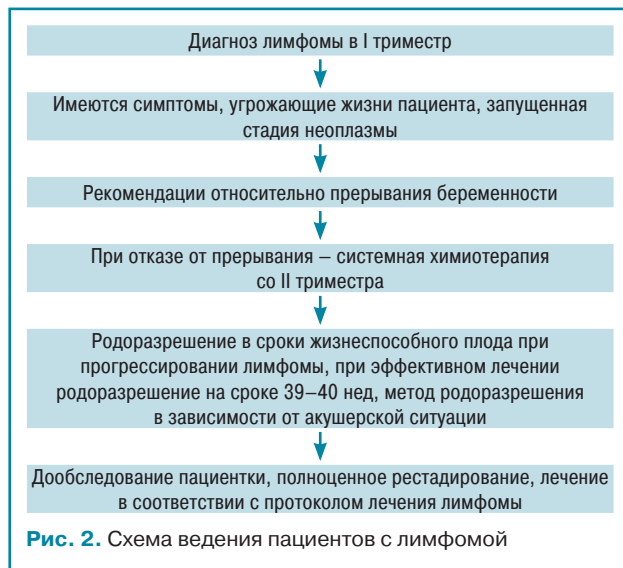 Диагноз лимфомы в I триместр
Имеются симптомы, угрожающие жизни пациента, запущенная
стадия неоплазмы
Рекомендации относительно прерывания беременности
При отказе от прерывания – системная химиотерапия
со II триместра
Родоразрешение в сроки жизнеспособного плода при
прогрессировании лимфомы, при эффективном лечении
родоразрешение на сроке 39–40 нед, метод родоразрешения
в зависимости от акушерской ситуации
Дообследование пациентки, полноценное рестадирование, лечение
в соответствии с протоколом лечения лимфомы
Рис. 2. Схема ведения пациентов с лимфомой